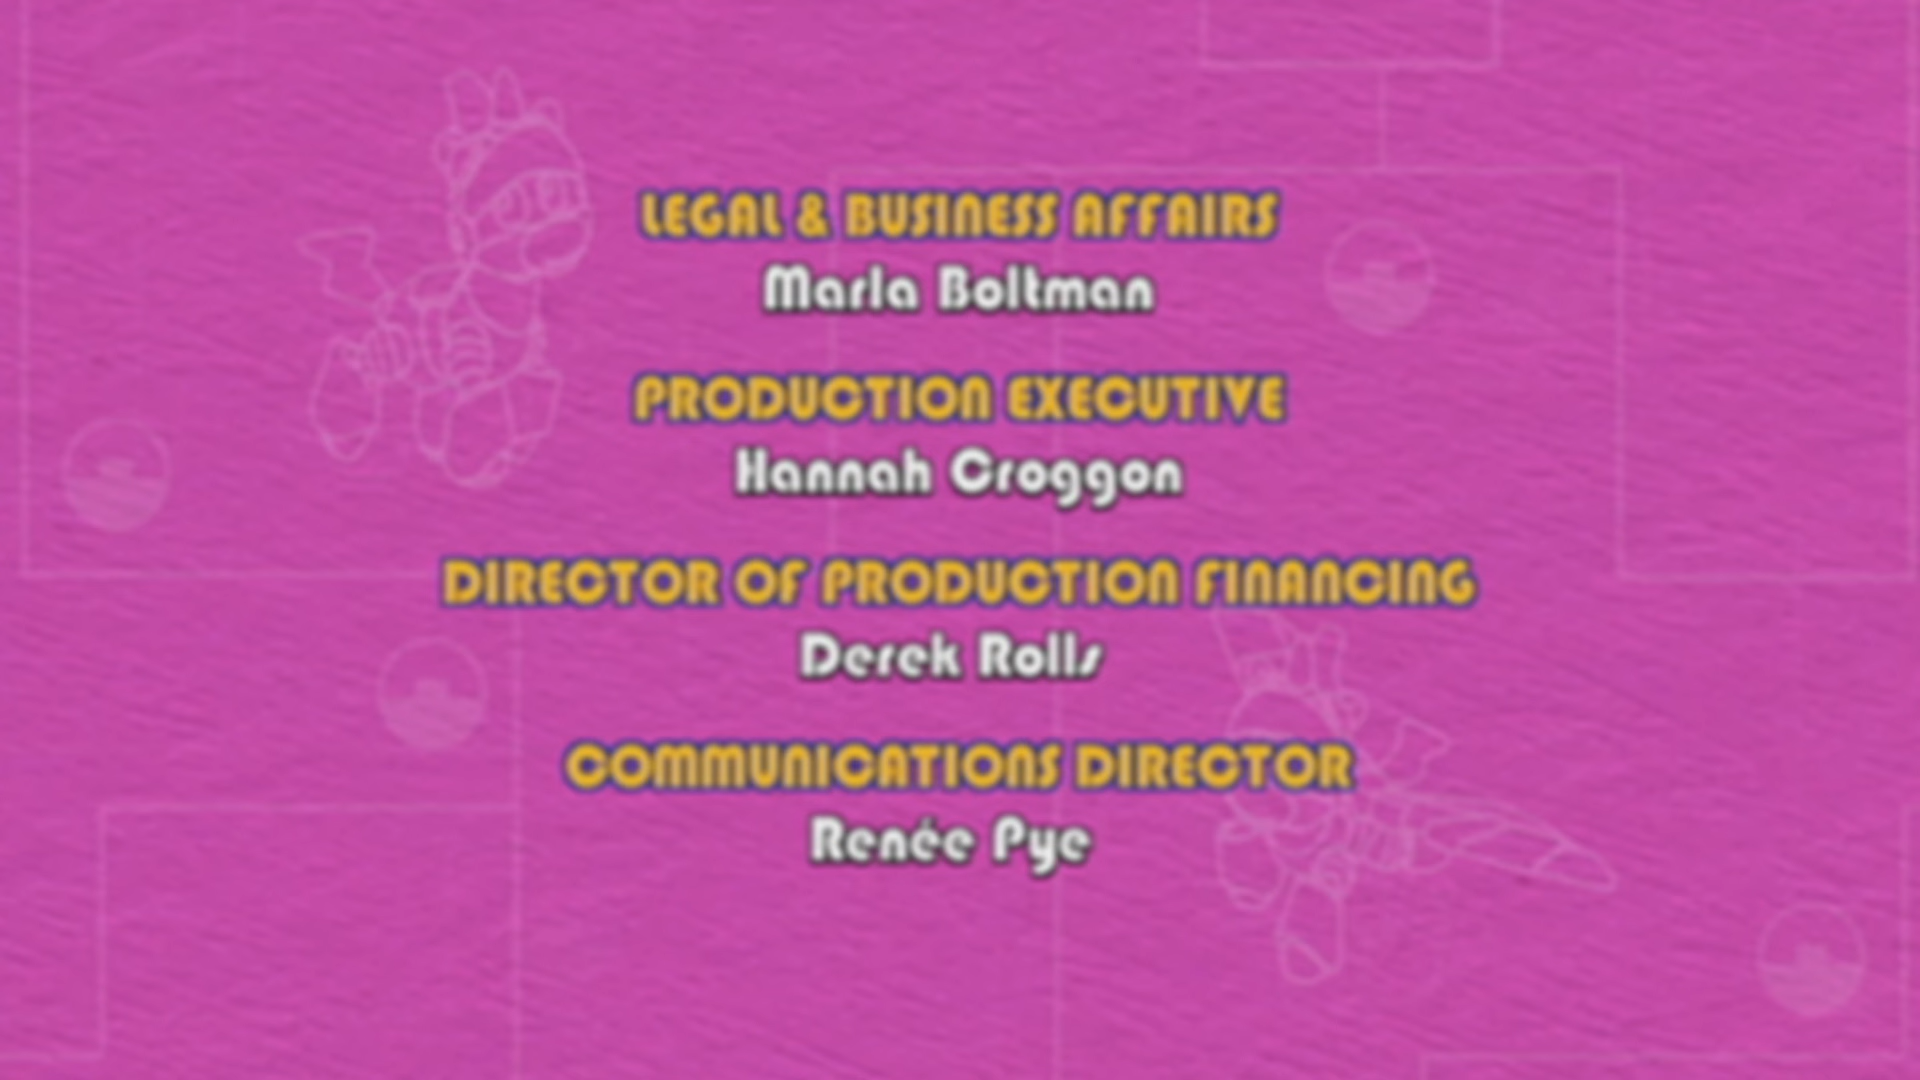 LEGAL & BUSINESS AFFAIRS
Marla Boltman
PRODUCTION EXECUTIVE
Hannah Croggon
DIRECTOR OF PRODUCTION FINANCING
Derek Rolls
COMMUNICATIONS DIRECTOR
Renée Pye